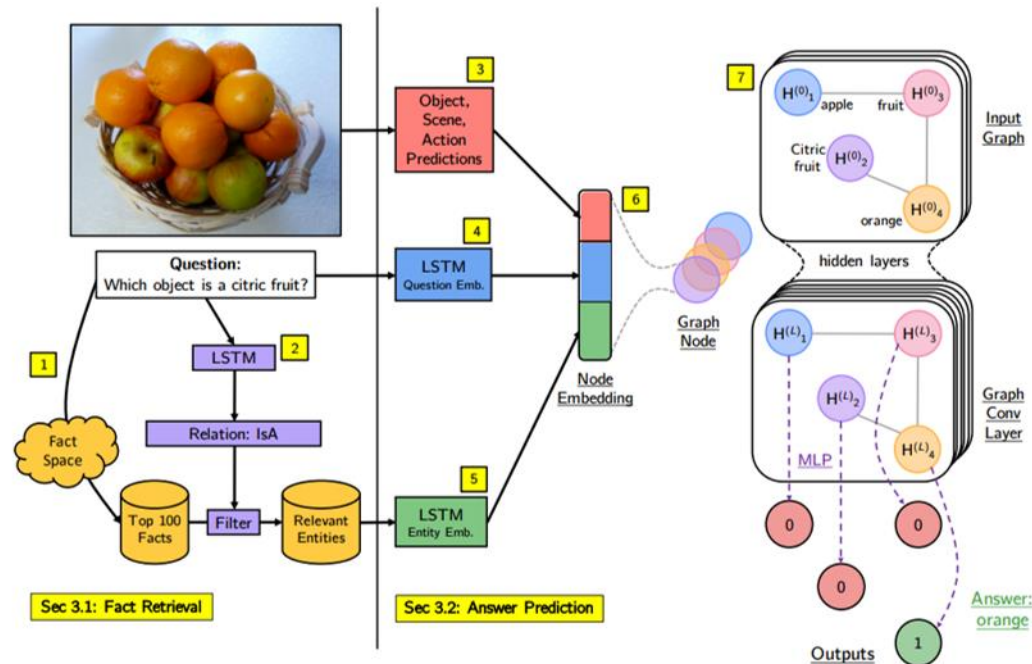 Question:
Which object is a citric fruit?
1
Fact
Space
Top 100
Facts
2
LSTM
Relation: IsA
Filter
Relevant
Entities
Sec 3.1: Fact Retrieval
3
Object,
Scene,
Action
Predictions
4
LSTM
Question Emb.
5
LSTM
Entity Emb.
Sec 3.2: Answer Prediction
6
Node
Embedding
Graph
Node
7
H(0)1
apple
H(0)3
fruit
Citric
fruit
H(0)2
H(0)4
orange
Input
Graph
hidden layers
H(L)1
H(L)3
H(L)2
H(L)4
Graph
Conv
Layer
MLP
0
0
0
1
Answer:
orange
Outputs